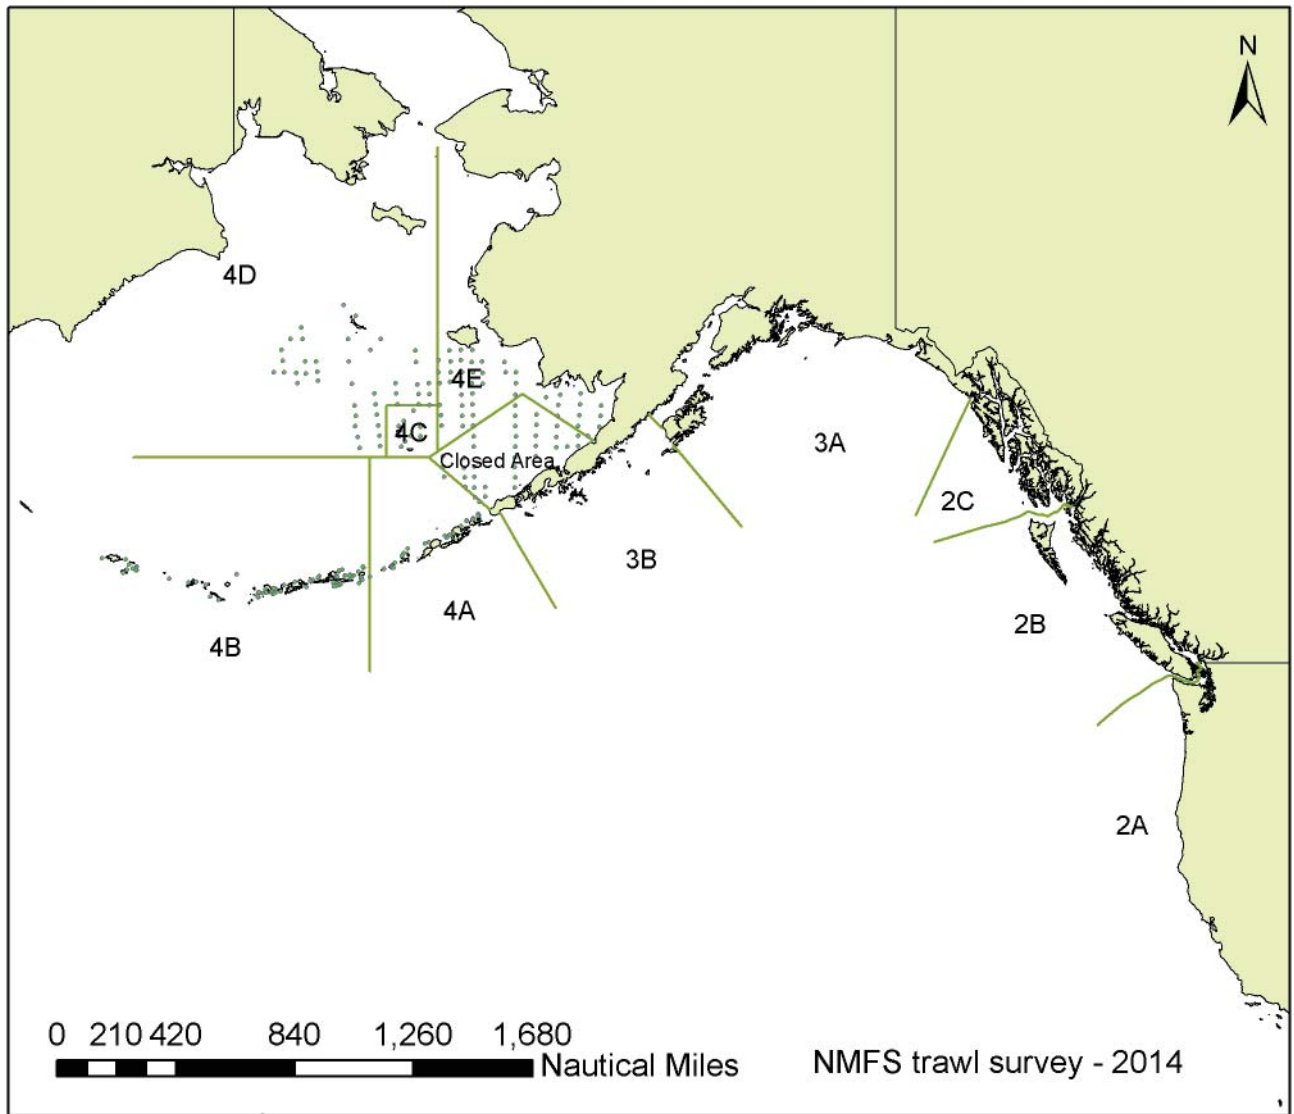 N
4D
4E
4C
Closed Area
3A
2C
3B
4A
2B
4B
2A
0 210 420 840 1,260 1,680
Nautical Miles
NMFS trawl survey - 2014